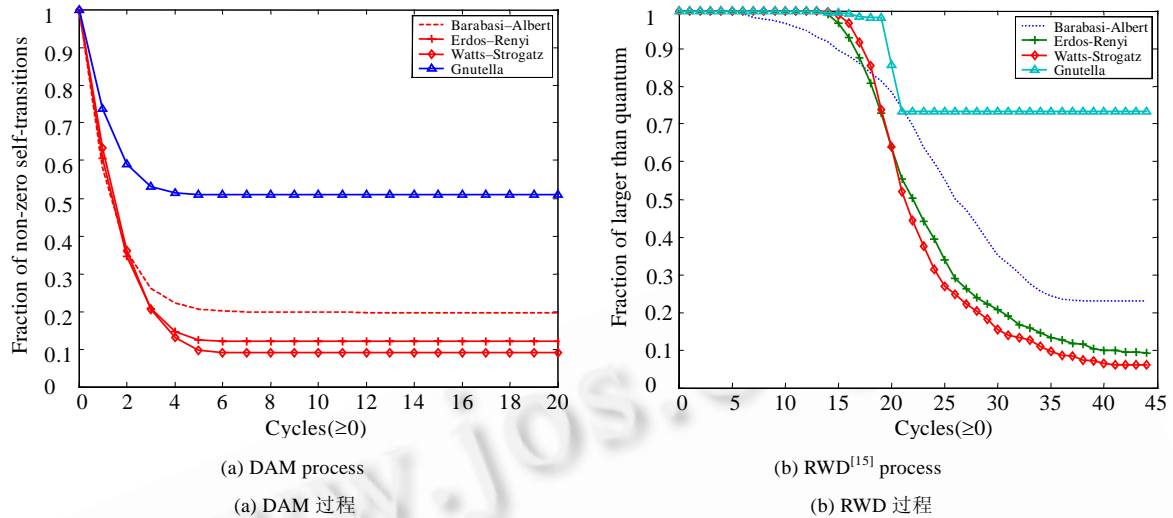 Fraction of non-zero self-transitions
1
0.9
0.8
0.7
0.6
0.5
0.4
0.3
0.2
0.1
0
Barabasi–Albert
Erdos–Renyi
Watts–Strogatz
Gnutella
0 2 4 6 8 10 12 14 16 18 20
Cycles(≥0)
(a) DAM process
(a) DAM 过程
Fraction of larger than quantum
1
0.9
0.8
0.7
0.6
0.5
0.4
0.3
0.2
0.1
0
Barabasi-Albert
Erdos-Renyi
Watts-Strogatz
Gnutella
0 5 10 15 20 25 30 35 40 45
Cycles(≥0)
(b) RWD[15] process
(b) RWD 过程
www.jos.